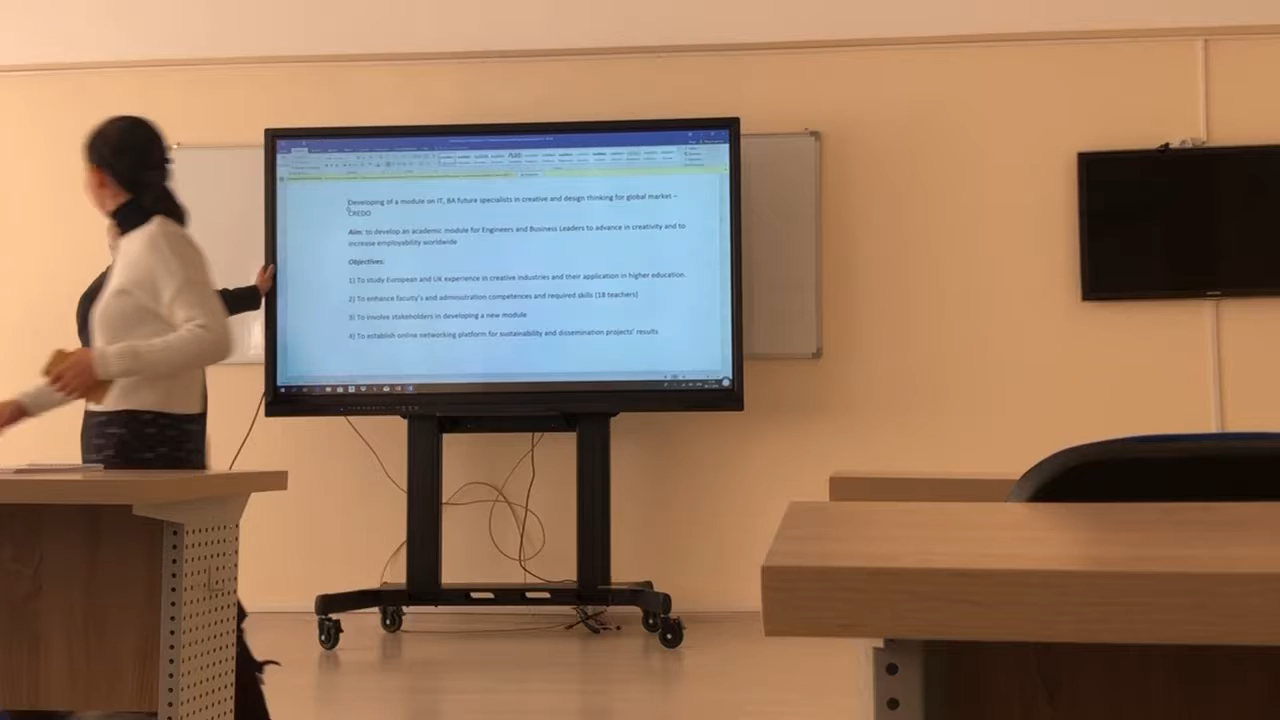 Developing of a module on IT, BA future specialists in creative and design thinking for global market –
CREDO
Aim: to develop an academic module for Engineers and Business Leaders to advance in creativity and to
increase employability worldwide
Objectives:
1) To study European and UK experience in creative industries and their application in higher education.
2) To enhance faculty's and administration competences and required skills (18 teachers)
3) To involve stakeholders in developing a new module
4) To establish online networking platform for sustainability and dissemination projects' results